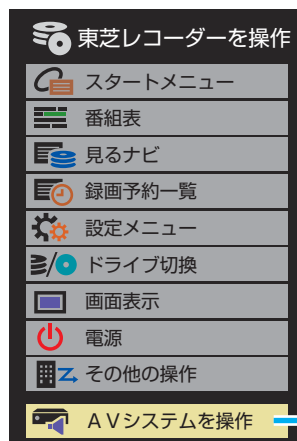 東芝レコーダーを操作
スタートメニュー
番組表
見るナビ
録画予約一覧
設定メニュー
ドライブ切換
画面表示
電源
その他の操作
ＡＶシステムを操作